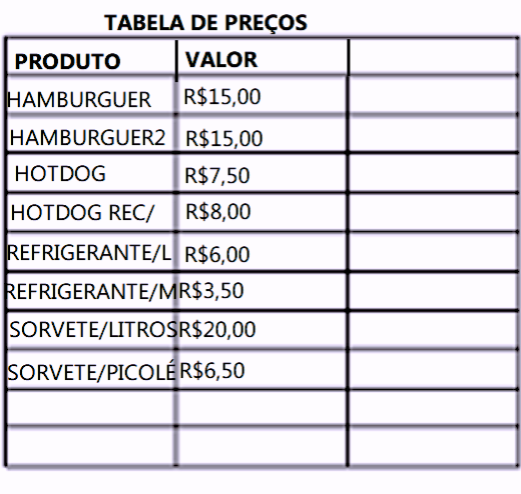 TABELA DE PREÇOS
PRODUTO VALOR
HAMBURGUER R$15,00
HAMBURGUER2 R$15,00
HOTDOG R$7,50
HOTDOG REC/ R$8,00
REFRIGERANTE/L R$6,00
REFRIGERANTE/M R$3,50
SORVETE/LITROS R$20,00
SORVETE/PICOLÉ R$6,50